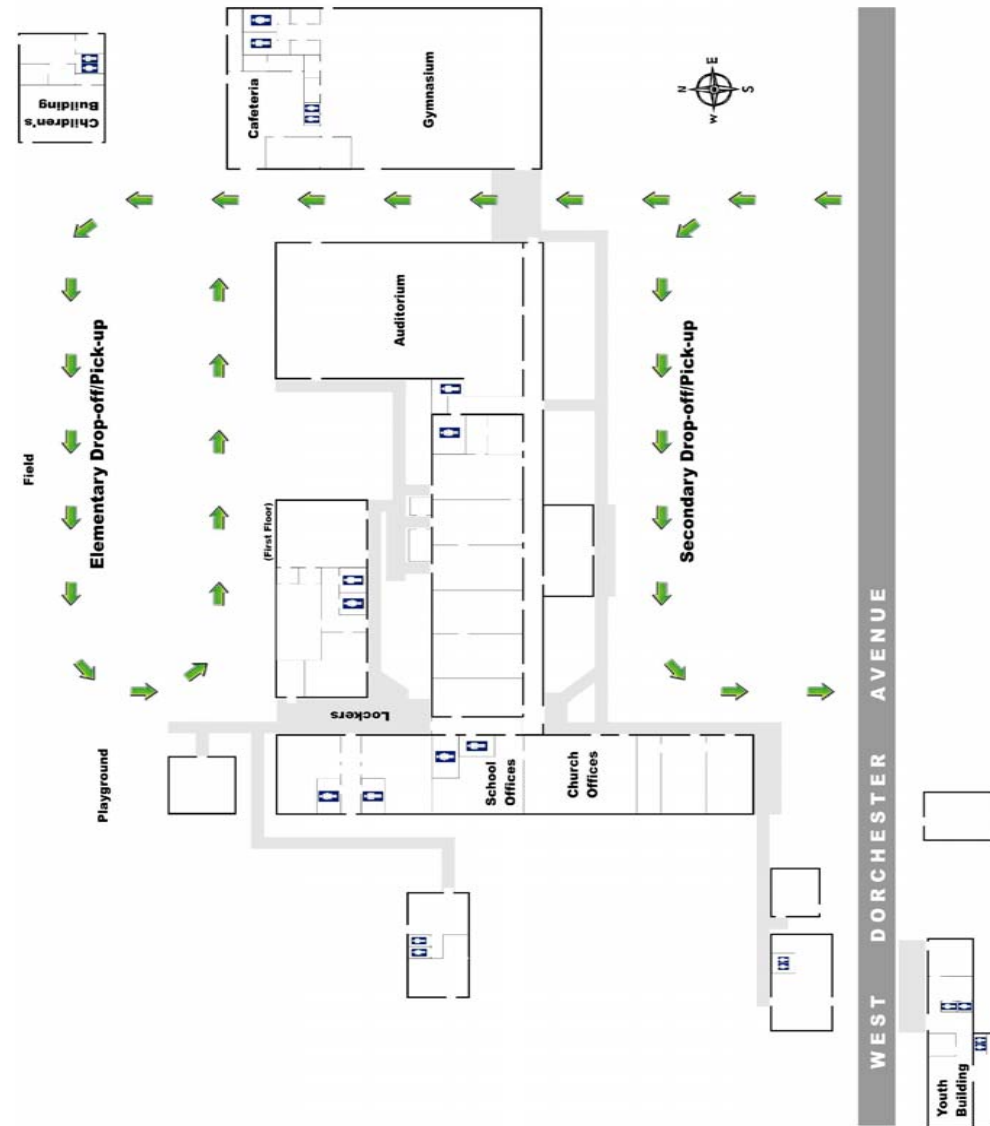 Children's
Building
Cafeteria
Gymnasium
N
E
S
W
Auditorium
Elementary Drop-off/Pick-up
Field
(First Floor)
Secondary Drop-off/Pick-up
Lockers
Playground
School
Offices
Church
Offices
WEST DORCHESTER AVENUE
Youth
Building